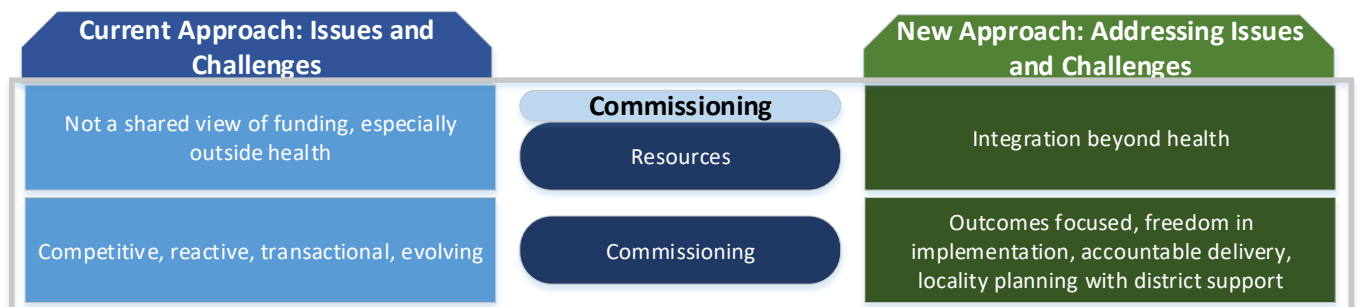 Current Approach: Issues and
Challenges
New Approach: Addressing Issues
and Challenges
Commissioning
Not a shared view of funding, especially
outside health
Resources
Integration beyond health
Competitive, reactive, transactional, evolving
Commissioning
Outcomes focused, freedom in
implementation, accountable delivery,
locality planning with district support